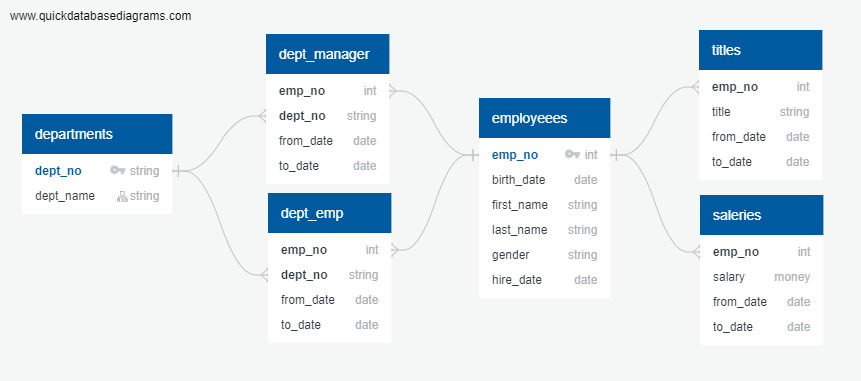 www.quickdatabasediagrams.com
departments
dept_no string
dept_name string
dept_manager
emp_no int
dept_no string
from_date date
to_date date
dept_emp
emp_no int
dept_no string
from_date date
to_date date
employeees
emp_no int
birth_date date
first_name string
last_name string
gender string
hire_date date
titles
emp_no int
title string
from_date date
to_date date
saleries
emp_no int
salary money
from_date date
to_date date